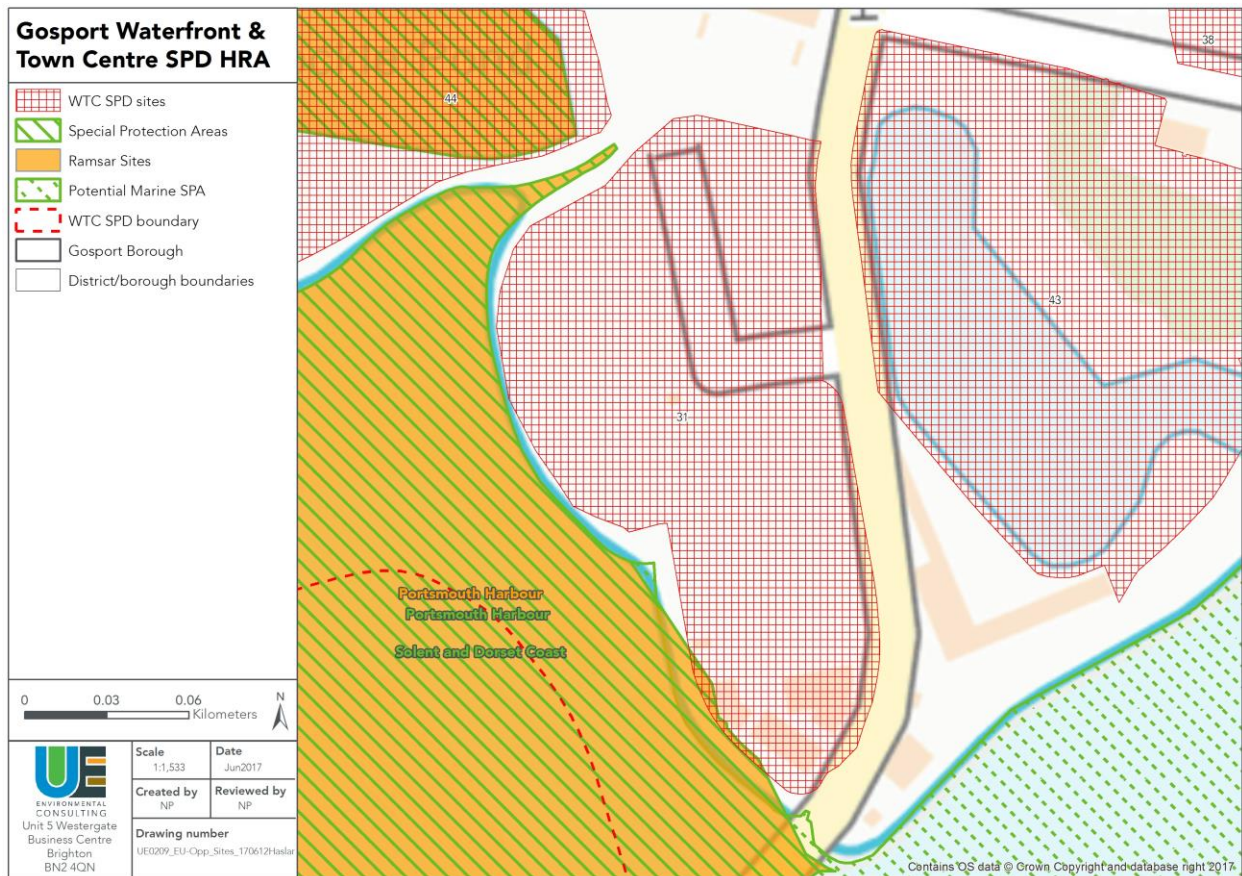 Gosport Waterfront &
Town Centre SPD HRA
WTC SPD sites
Special Protection Areas
Ramsar Sites
Potential Marine SPA
WTC SPD boundary
Gosport Borough
District/borough boundaries
0 0.03 0.06
Kilometers
N
UE
ENVIRONMENTAL
CONSULTING
Unit 5 Westergate
Business Centre
Brighton
BN2 4QN
Scale
1:1,533
Date
Jun2017
Created by
NP
Reviewed by
NP
Drawing number
UE0209_EU-Opp_Sites_170612Haslar
44
38
43
31
Portsmouth Harbour
Portsmouth Harbour
Solent and Dorset Coast
Contains OS data © Crown Copyright and database right 2017